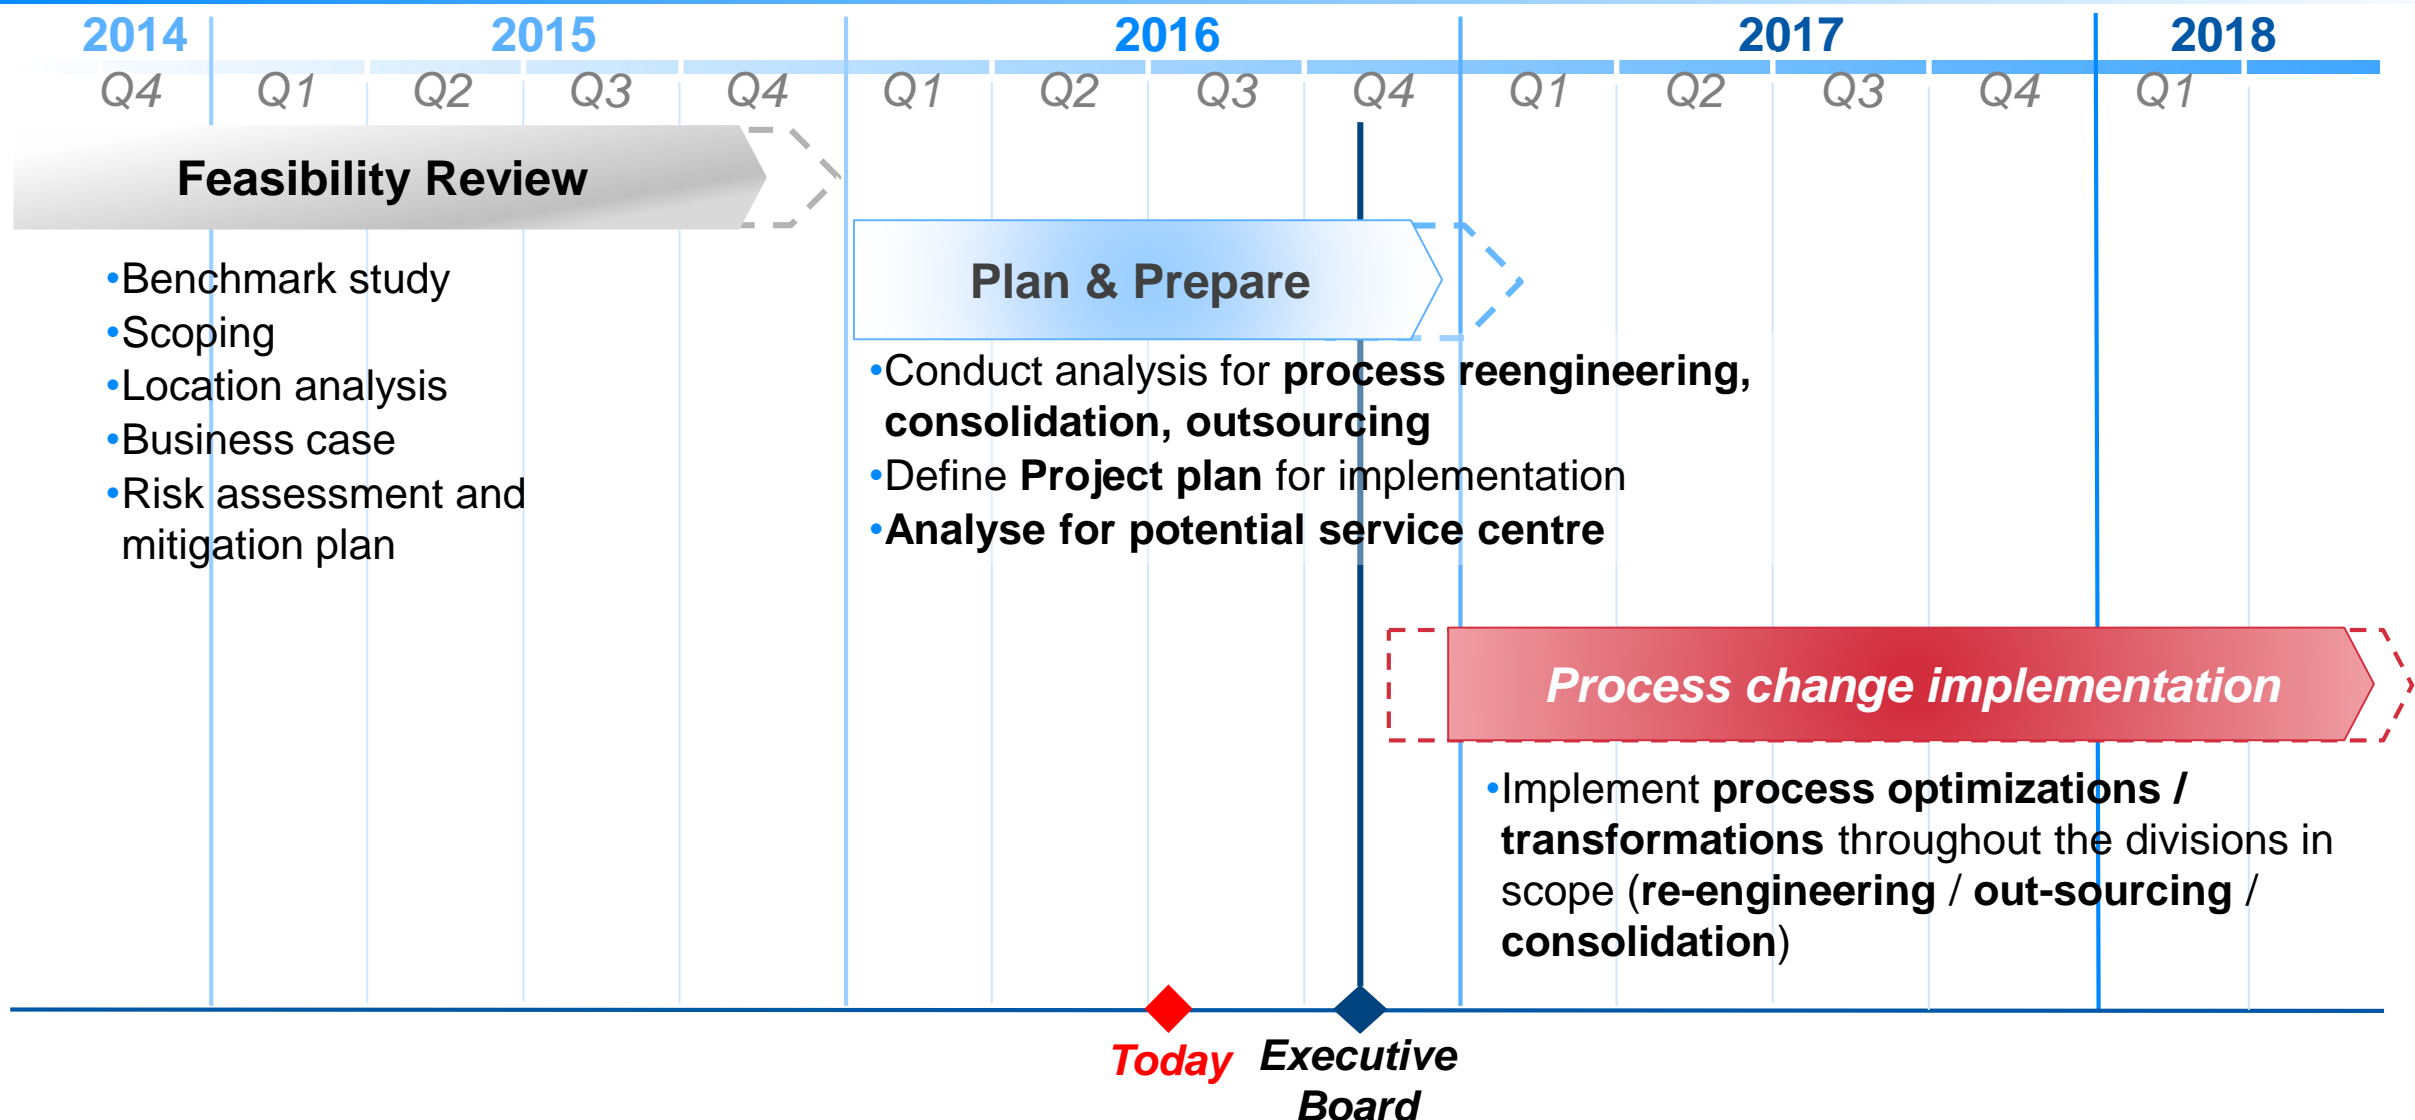 2014 2015 2016 2017 2018
Q4 Q1 Q2 Q3 Q4 Q1 Q2 Q3 Q4 Q1 Q2 Q3 Q4 Q1
Feasibility Review
•Benchmark study
•Scoping
•Location analysis
•Business case
•Risk assessment and
mitigation plan
Plan & Prepare
•Conduct analysis for process reengineering,
consolidation, outsourcing
•Define Project plan for implementation
•Analyse for potential service centre
Process change implementation
•Implement process optimizations /
transformations throughout the divisions in
scope (re-engineering / out-sourcing /
consolidation)
Today
Executive
Board